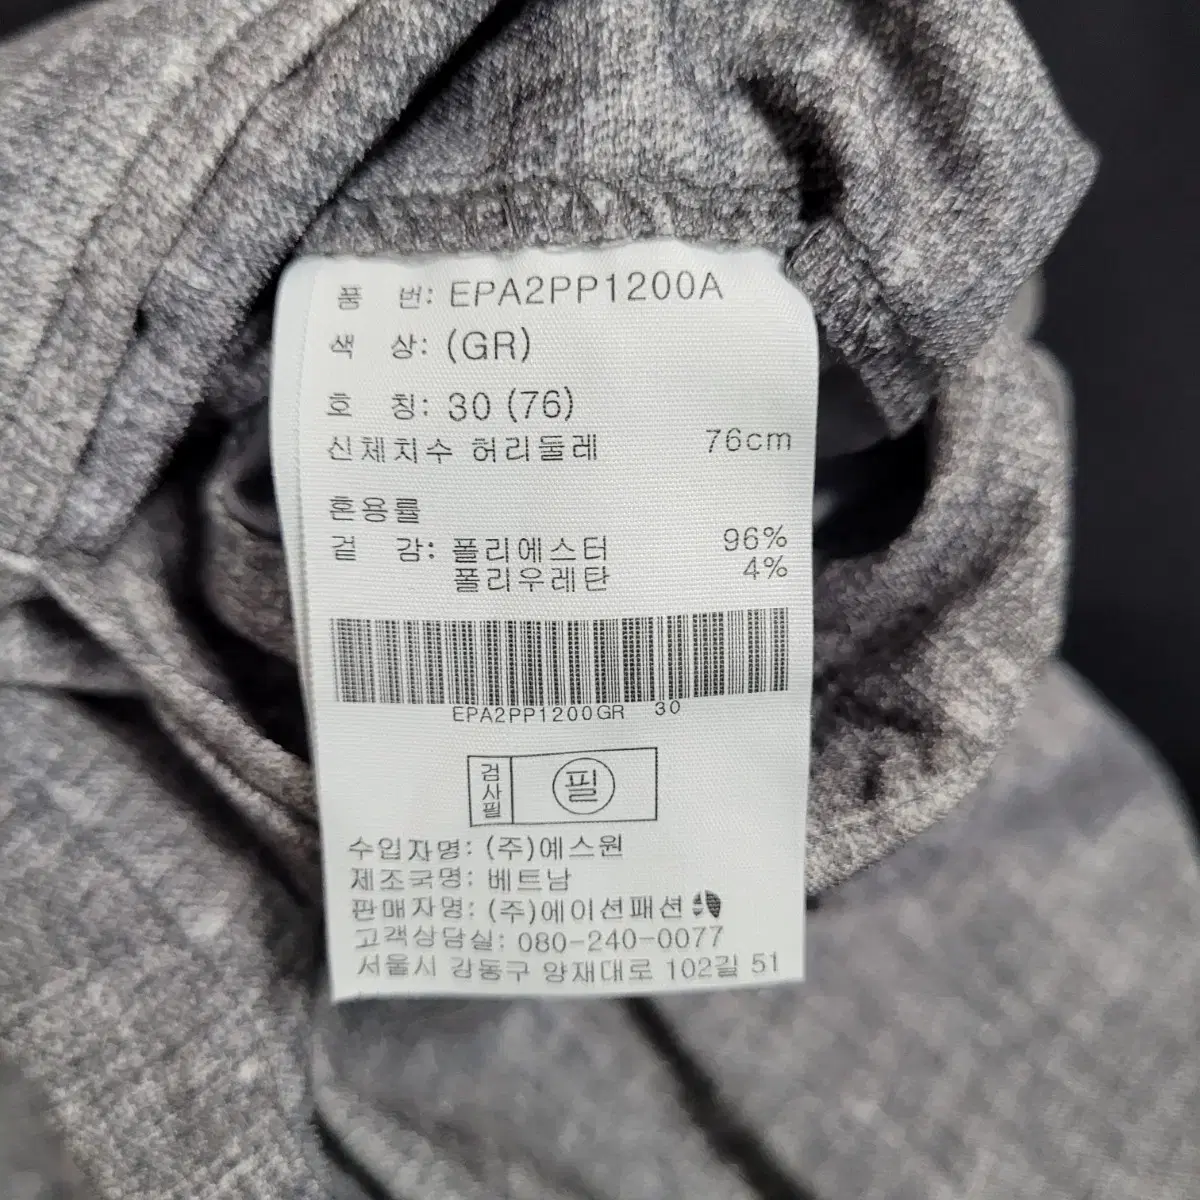 품 번: EPA2PP1200A
색 상: (GR)
호 칭: 30 (76)
신체치수 허리둘레 76cm
혼용률
겉 감: 폴리에스터 96%
폴리우레탄 4%
EPA2PP1200GR 30
검사필 필
수입자명: (주)에스원
제조국명: 베트남
판매자명: (주)에이션패션
고객상담실: 080-240-0077
서울시 강동구 양재대로 102길 51